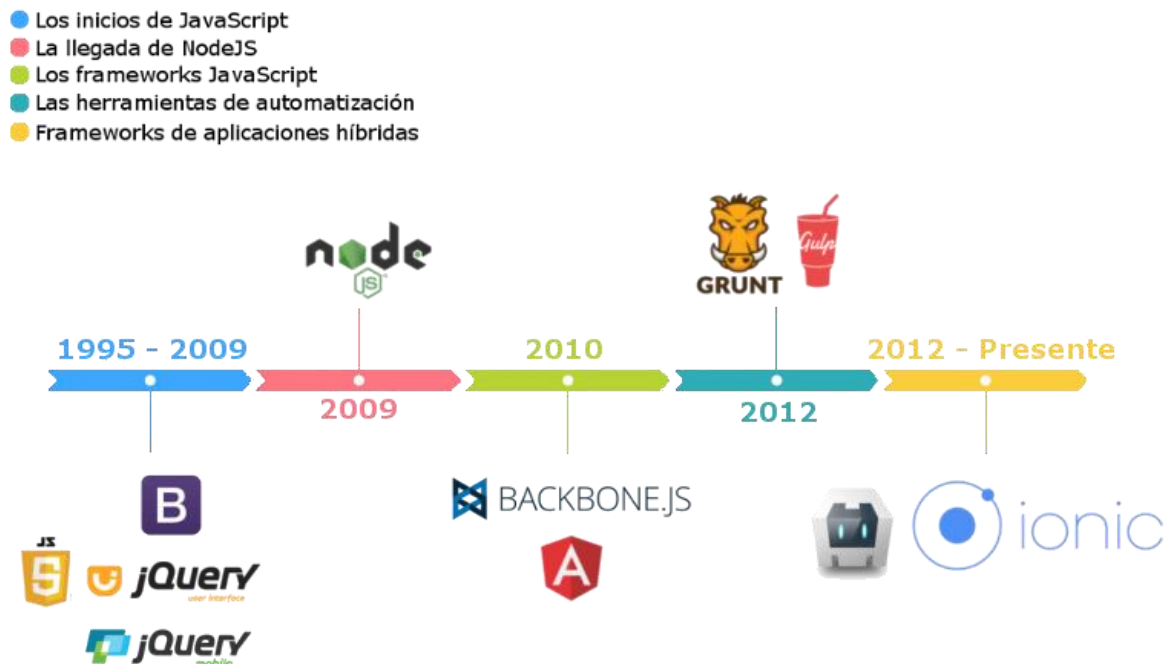 Los inicios de JavaScript
La llegada de NodeJS
Los frameworks JavaScript
Las herramientas de automatización
Frameworks de aplicaciones híbridas
node
JS
GRUNT
Gulp
1995 - 2009
2009
2010
2012
2012 - Presente
B
JS
5
jQuery
user interface
jQuery
mobile
BACKBONE.JS
A
ionic